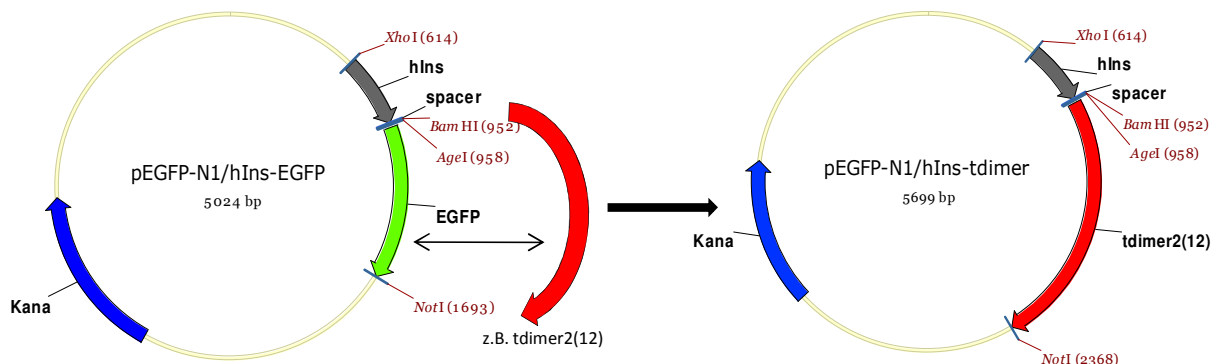 XhoI (614)
hIns
spacer
BamHI (952)
AgeI (958)
pEGFP-N1/hIns-EGFP
5024 bp
EGFP
Kana
NotI (1693)
z.B. tdimer2(12)
XhoI (614)
hIns
spacer
BamHI (952)
AgeI (958)
pEGFP-N1/hIns-tdimer
5699 bp
Kana
tdimer2(12)
NotI (2368)